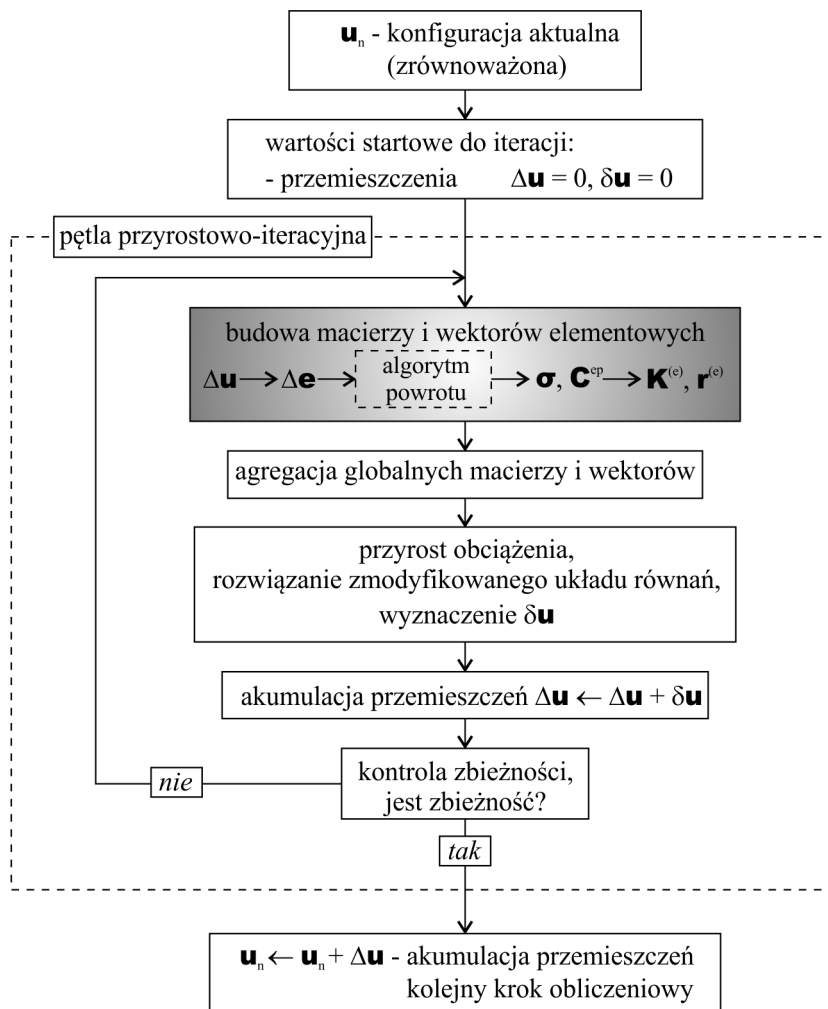 uₙ - konfiguracja aktualna
(zrównoważona)
wartości startowe do iteracji:
- przemieszczenia Δu = 0, δu = 0
pętla przyrostowo-iteracyjna
budowa macierzy i wektorów elementowych
Δu → Δe → algorytm powrotu → σ, Cᵉᵖ → K⁽ᵉ⁾, r⁽ᵉ⁾
agregacja globalnych macierzy i wektorów
przyrost obciążenia,
rozwiązanie zmodyfikowanego układu równań,
wyznaczenie δu
akumulacja przemieszczeń Δu ← Δu + δu
kontrola zbieżności,
jest zbieżność?
nie
tak
uₙ ← uₙ + Δu - akumulacja przemieszczeń
kolejny krok obliczeniowy